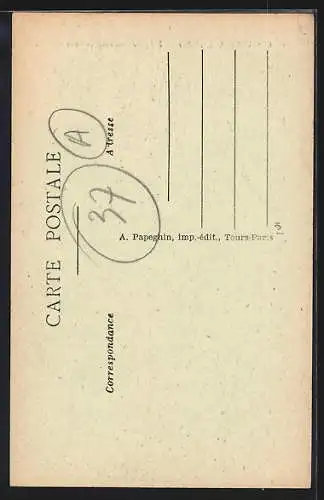 CARTE POSTALE
A
37
Correspondance
Adresse
A. Papeghin, imp.-édit., Tours-Paris